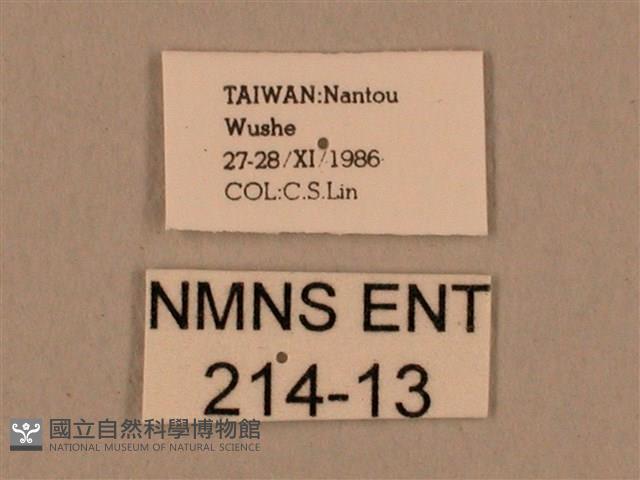 TAIWAN:Nantou
Wushe
27-28/XI/1986
COL:C.S.Lin
NMNS ENT
214-13
國立自然科學博物館
NATIONAL MUSEUM OF NATURAL SCIENCE